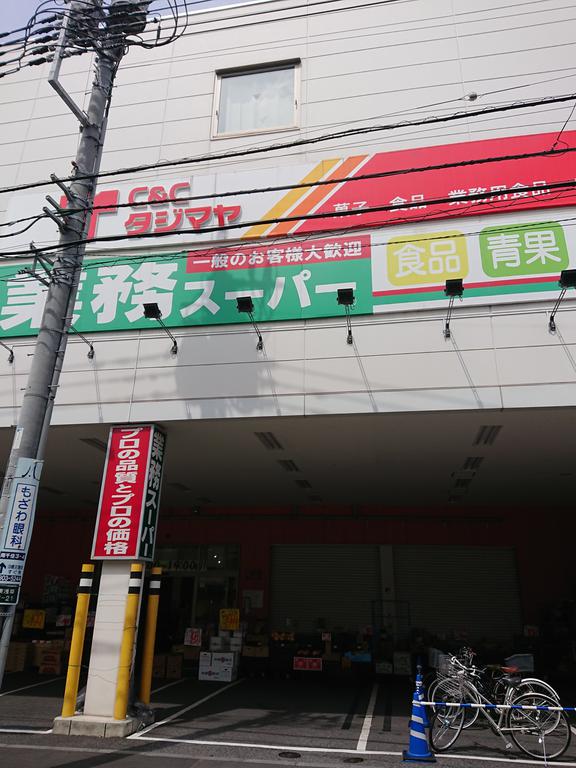 C&C
タジマヤ
菓子 食品 業務用食品
一般のお客様大歓迎
業務スーパー
食品 青果
プロの品質とプロの価格
業務スーパー
もざわ眼科